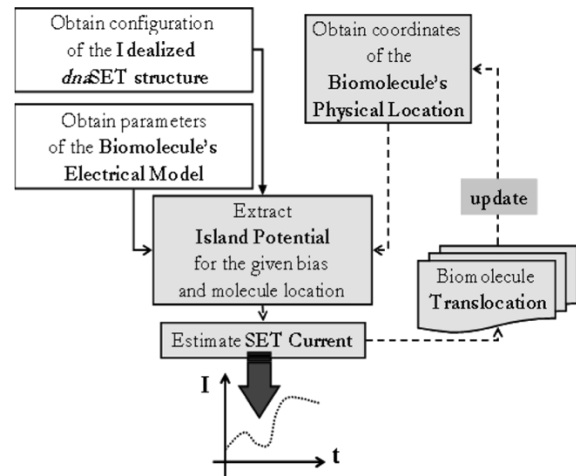 Obtain configuration
of the Idealized
dnaSET structure
Obtain parameters
of the Biomolecule's
Electrical Model
Obtain coordinates
of the
Biomolecule's
Physical Location
update
Extract
Island Potential
for the given bias
and molecule location
Biomolecule
Translocation
Estimate SET Current
I
t